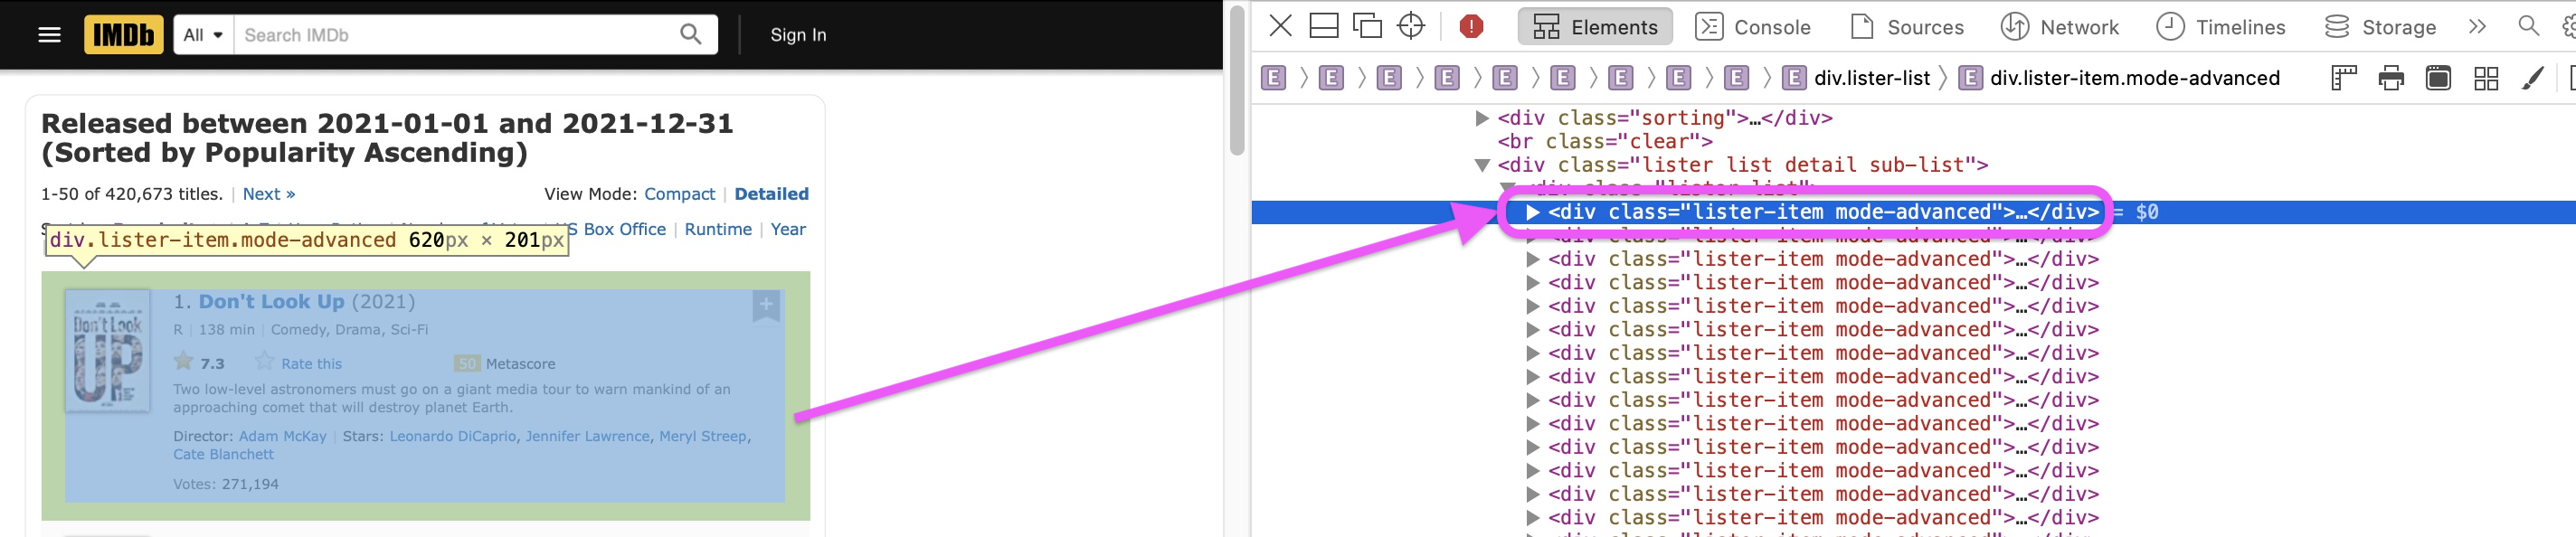 IMDb All Search IMDb Sign In
Released between 2021-01-01 and 2021-12-31
(Sorted by Popularity Ascending)
1-50 of 420,673 titles. | Next » View Mode: Compact | Detailed
US Box Office | Runtime | Year
div.lister-item.mode-advanced 620px × 201px
Don't Look
UP
1. Don't Look Up (2021)
R | 138 min | Comedy, Drama, Sci-Fi
7.3 Rate this 50 Metascore
Two low-level astronomers must go on a giant media tour to warn mankind of an
approaching comet that will destroy planet Earth.
Director: Adam McKay | Stars: Leonardo DiCaprio, Jennifer Lawrence, Meryl Streep,
Cate Blanchett
Votes: 271,194
Elements Console Sources Network Timelines Storage
E E E E E E E E E E div.lister-list E div.lister-item.mode-advanced
<div class="sorting">…</div>
<br class="clear">
<div class="lister list detail sub-list">
<div class="lister-list">
<div class="lister-item mode-advanced">…</div> = $0
<div class="lister-item mode-advanced">…</div>
<div class="lister-item mode-advanced">…</div>
<div class="lister-item mode-advanced">…</div>
<div class="lister-item mode-advanced">…</div>
<div class="lister-item mode-advanced">…</div>
<div class="lister-item mode-advanced">…</div>
<div class="lister-item mode-advanced">…</div>
<div class="lister-item mode-advanced">…</div>
<div class="lister-item mode-advanced">…</div>
<div class="lister-item mode-advanced">…</div>
<div class="lister-item mode-advanced">…</div>
<div class="lister-item mode-advanced">…</div>
<div class="lister-item mode-advanced">…</div>